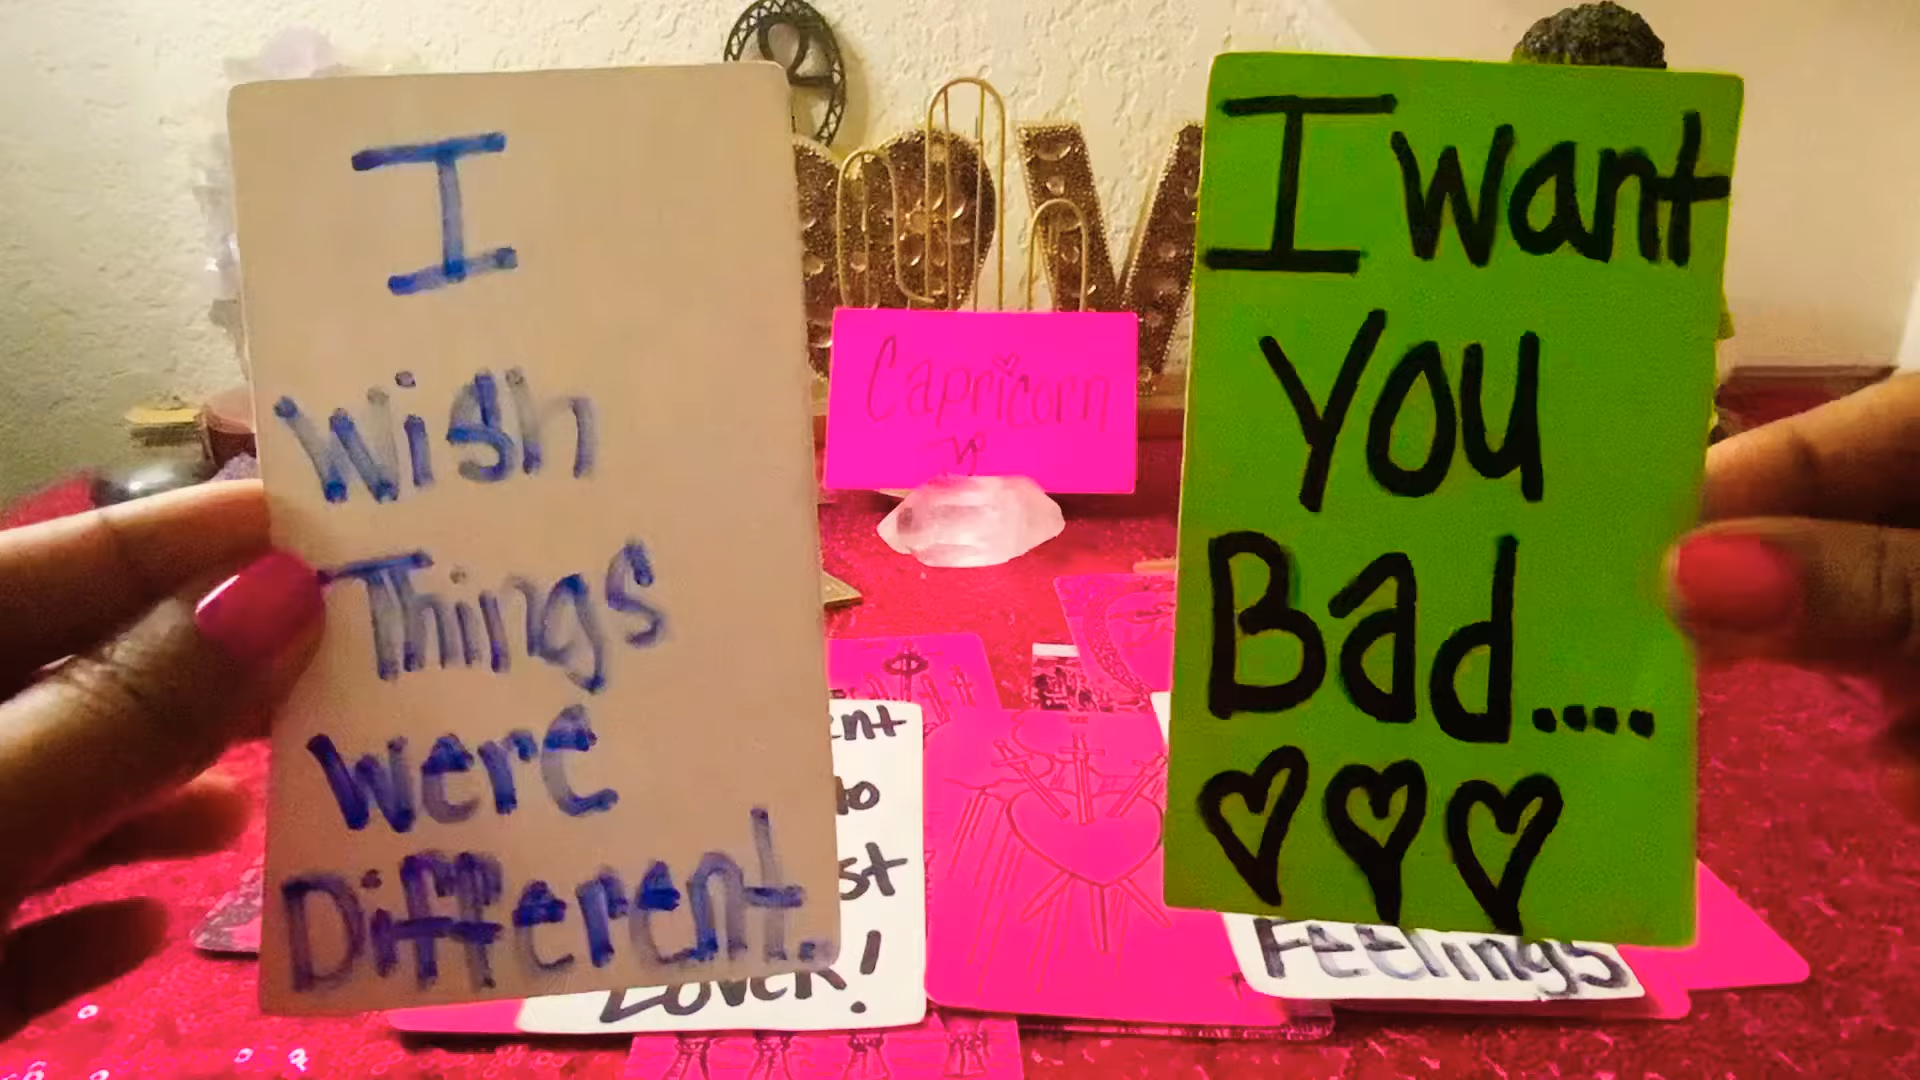 I
Wish
Things
Were
Different..
I want
You
Bad....
Capricorn
Lover!
Feelings